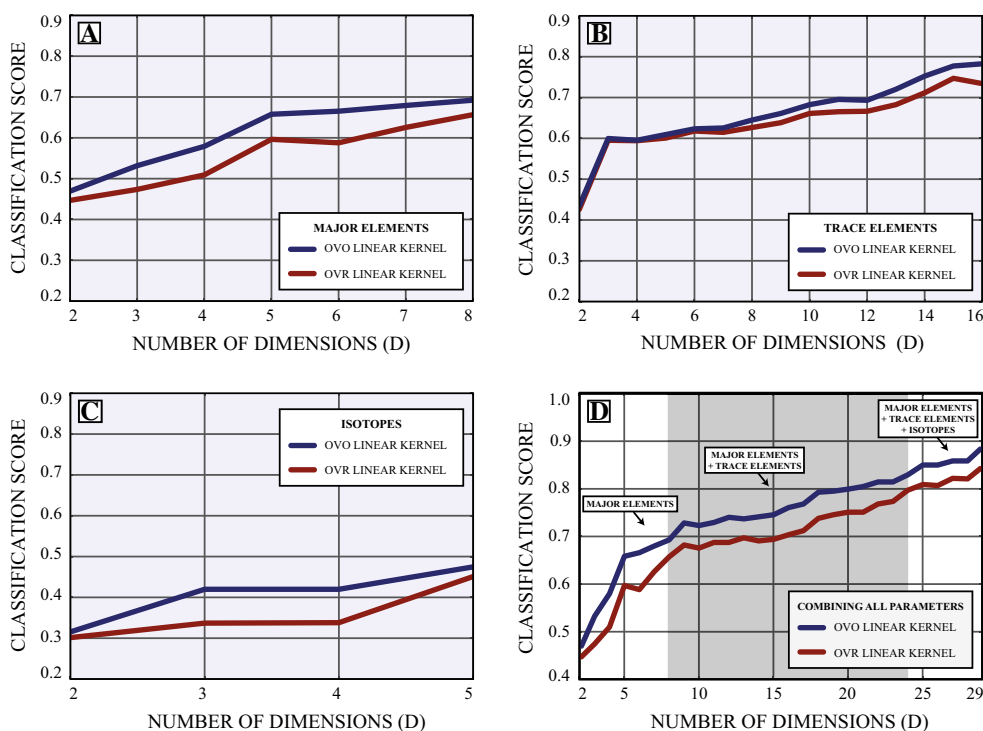 A
CLASSIFICATION SCORE
0.9
0.8
0.7
0.6
0.5
0.4
0.3
0.2
MAJOR ELEMENTS
OVO LINEAR KERNEL
OVR LINEAR KERNEL
2 3 4 5 6 7 8
NUMBER OF DIMENSIONS (D)
B
CLASSIFICATION SCORE
0.9
0.8
0.7
0.6
0.5
0.4
0.3
0.2
TRACE ELEMENTS
OVO LINEAR KERNEL
OVR LINEAR KERNEL
2 4 6 8 10 12 14 16
NUMBER OF DIMENSIONS (D)
C
CLASSIFICATION SCORE
0.9
0.8
0.7
0.6
0.5
0.4
0.3
0.2
ISOTOPES
OVO LINEAR KERNEL
OVR LINEAR KERNEL
2 3 4 5
NUMBER OF DIMENSIONS (D)
D
CLASSIFICATION SCORE
1.0
0.9
0.8
0.7
0.6
0.5
0.4
MAJOR ELEMENTS
MAJOR ELEMENTS
+ TRACE ELEMENTS
MAJOR ELEMENTS
+ TRACE ELEMENTS
+ ISOTOPES
COMBINING ALL PARAMETERS
OVO LINEAR KERNEL
OVR LINEAR KERNEL
2 5 10 15 20 25 29
NUMBER OF DIMENSIONS (D)